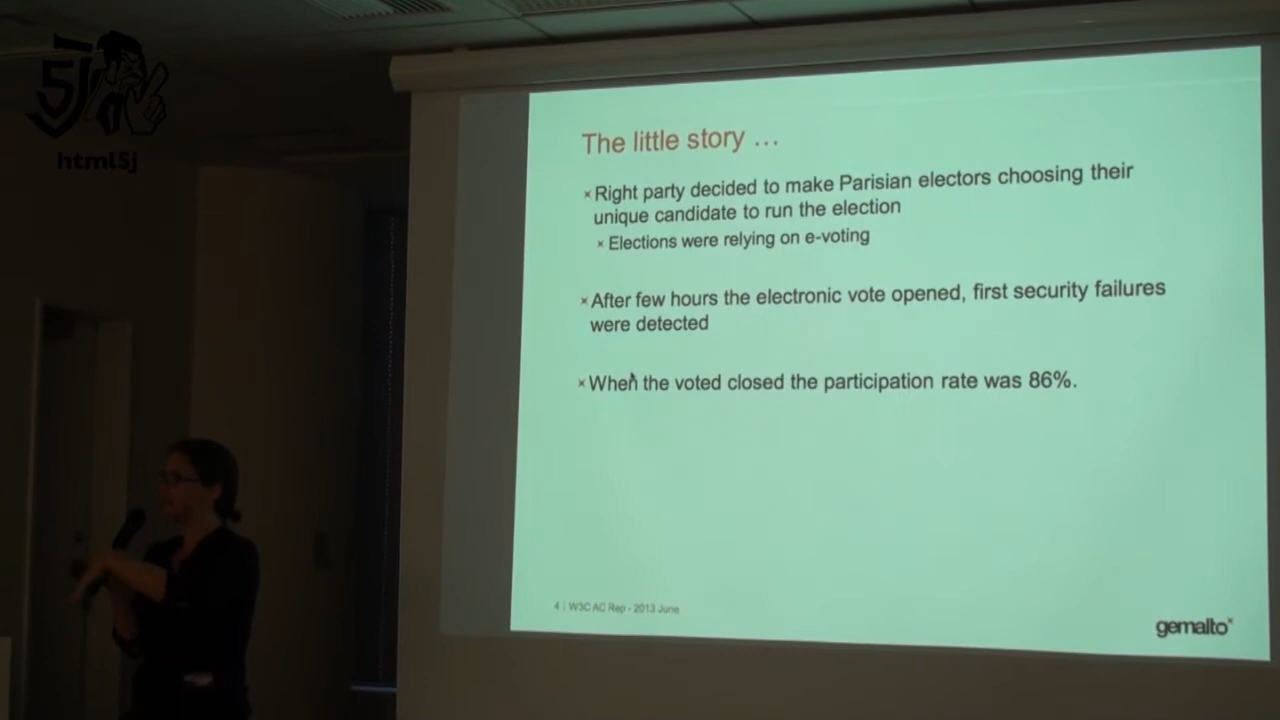 5J
html5j
The little story ...
× Right party decided to make Parisian electors choosing their
unique candidate to run the election
× Elections were relying on e-voting
× After few hours the electronic vote opened, first security failures
were detected
× When the voted closed the participation rate was 86%.
4 | W3C AC Rep - 2013 June
gemalto×